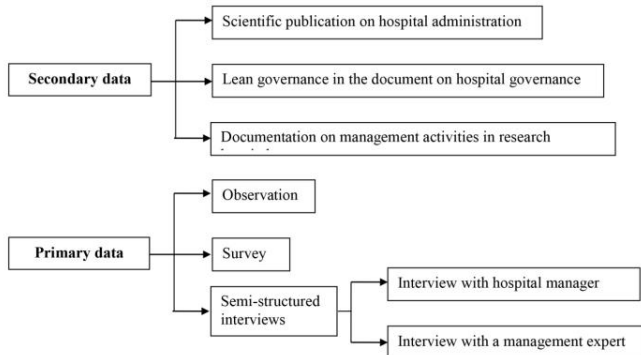 Scientific publication on hospital administration
Secondary data
Lean governance in the document on hospital governance
Documentation on management activities in research
Observation
Primary data
Survey
Semi-structured
interviews
Interview with hospital manager
Interview with a management expert